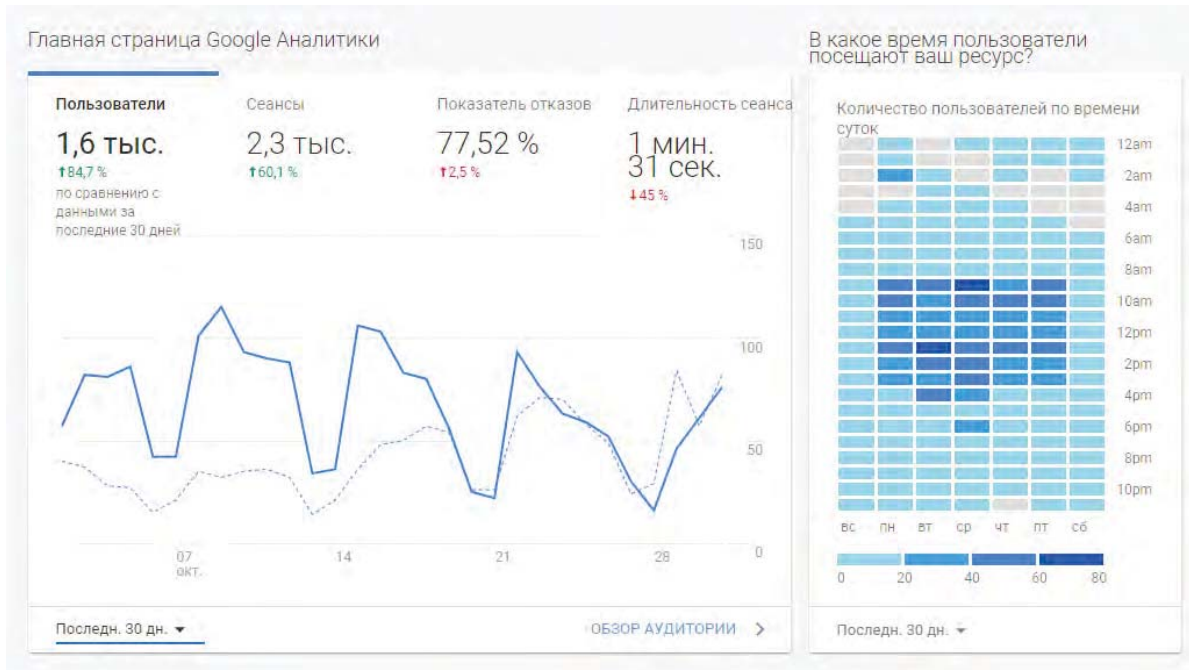 Главная страница Google Аналитики
Пользователи
1,6 тыс.
↑84,7 %
по сравнению с
данными за
последние 30 дней
Сеансы
2,3 тыс.
↑60,1 %
Показатель отказов
77,52 %
↑2,5 %
Длительность сеанса
1 мин.
31 сек.
↓45 %
150
100
50
0
07
окт.
14
21
28
Последн. 30 дн.
ОБЗОР АУДИТОРИИ
В какое время пользователи
посещают ваш ресурс?
Количество пользователей по времени
суток
12am
2am
4am
6am
8am
10am
12pm
2pm
4pm
6pm
8pm
10pm
вс пн вт ср чт пт сб
0 20 40 60 80
Последн. 30 дн.